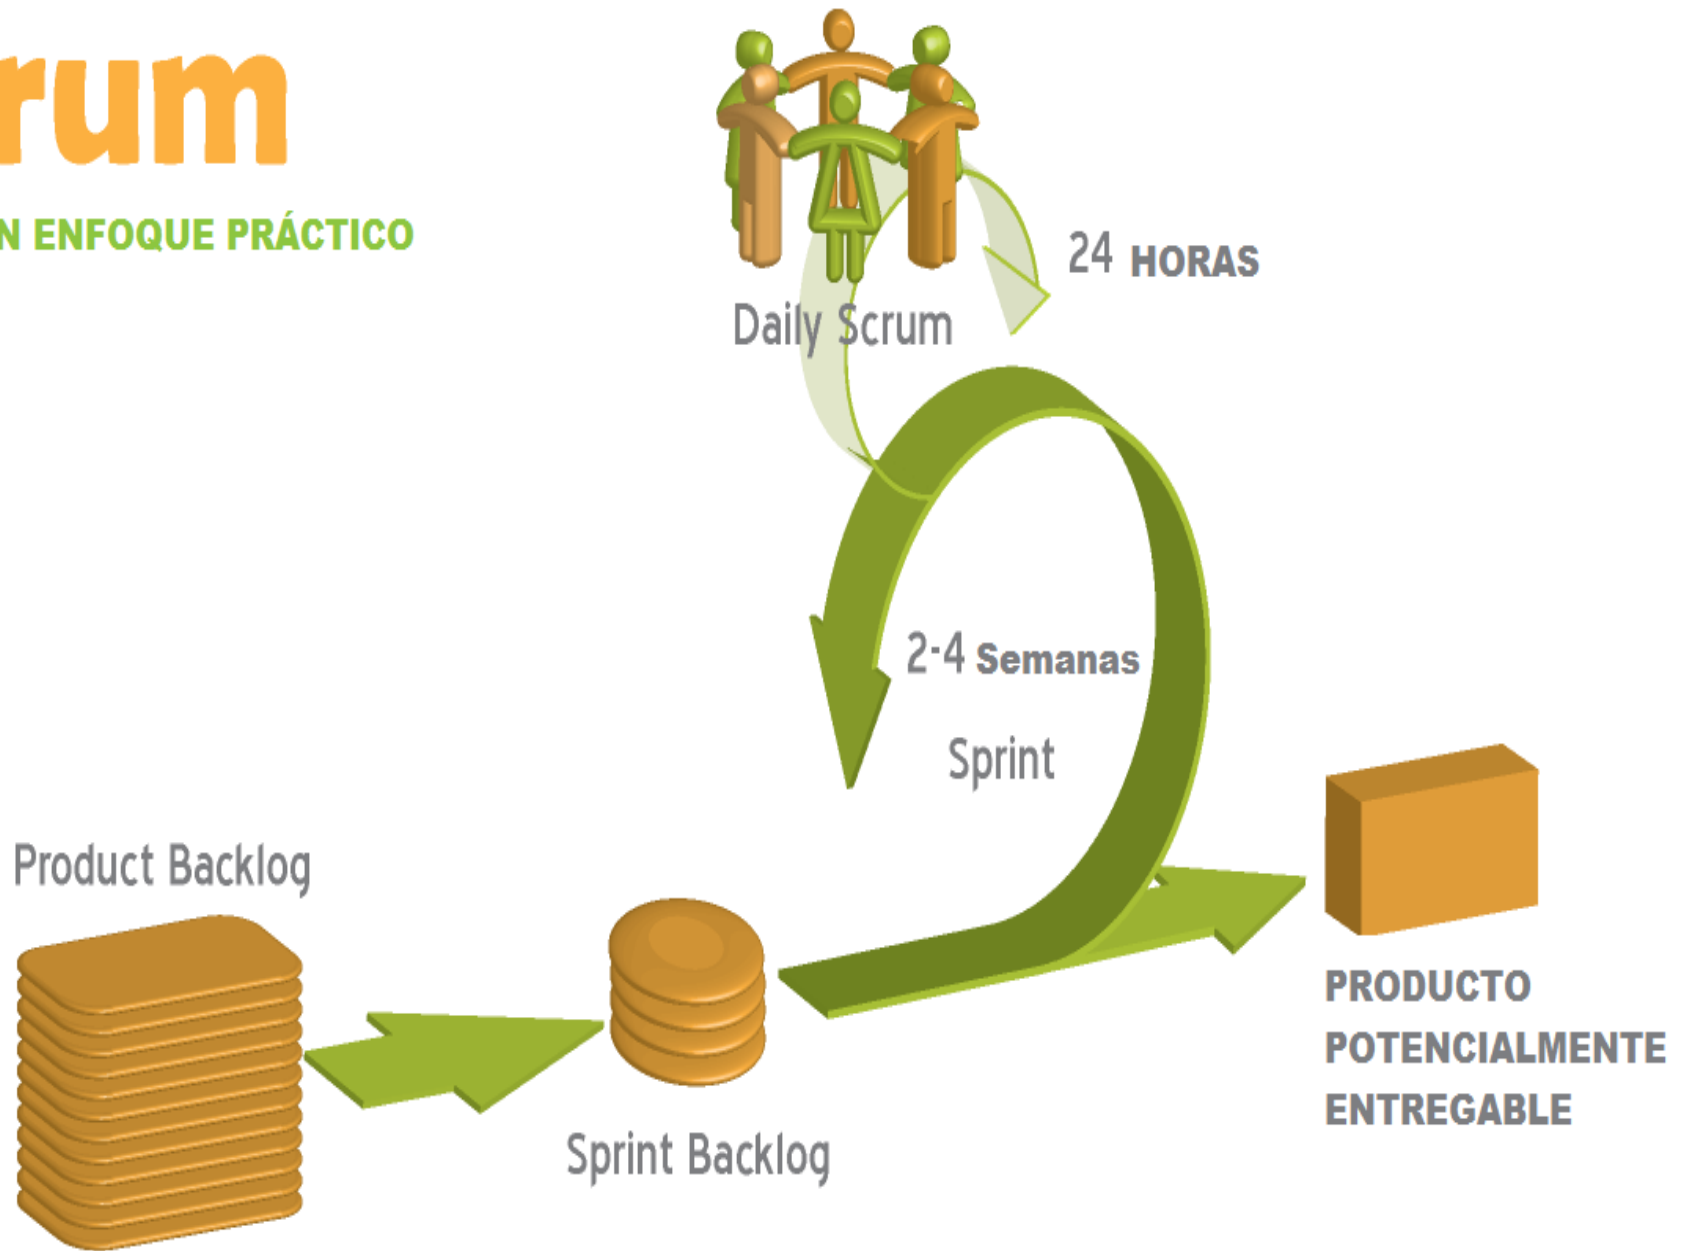 rum
N ENFOQUE PRÁCTICO
24 HORAS
Daily Scrum
2-4 Semanas
Sprint
Product Backlog
Sprint Backlog
PRODUCTO
POTENCIALMENTE
ENTREGABLE